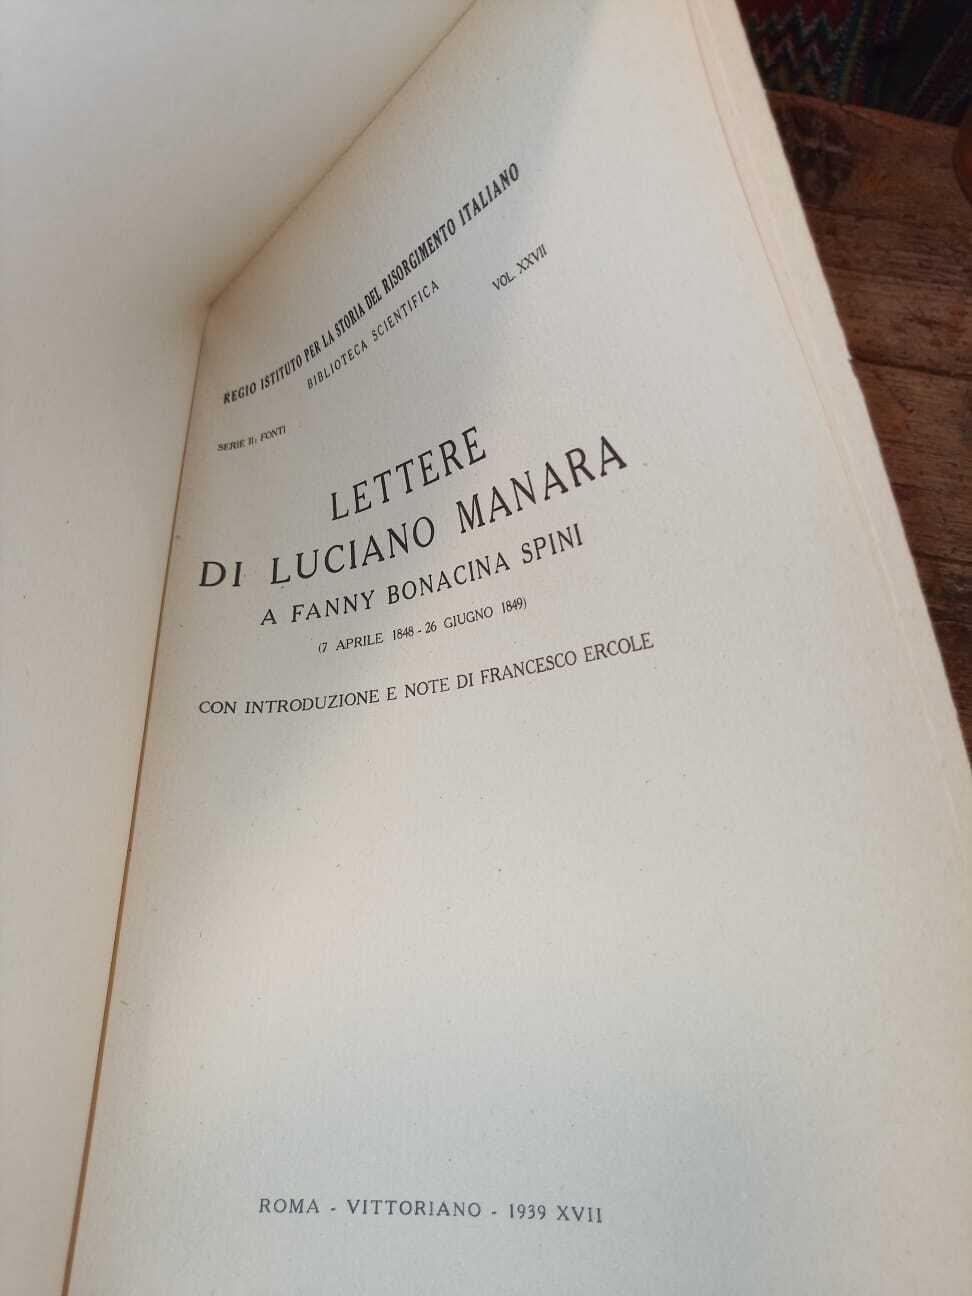 REGIO ISTITUTO PER LA STORIA DEL RISORGIMENTO ITALIANO
BIBLIOTECA SCIENTIFICA
SERIE II: FONTI
VOL. XXVII
LETTERE
DI LUCIANO MANARA
A FANNY BONACINA SPINI
(7 APRILE 1848 - 26 GIUGNO 1849)
CON INTRODUZIONE E NOTE DI FRANCESCO ERCOLE
ROMA - VITTORIANO - 1939 XVII